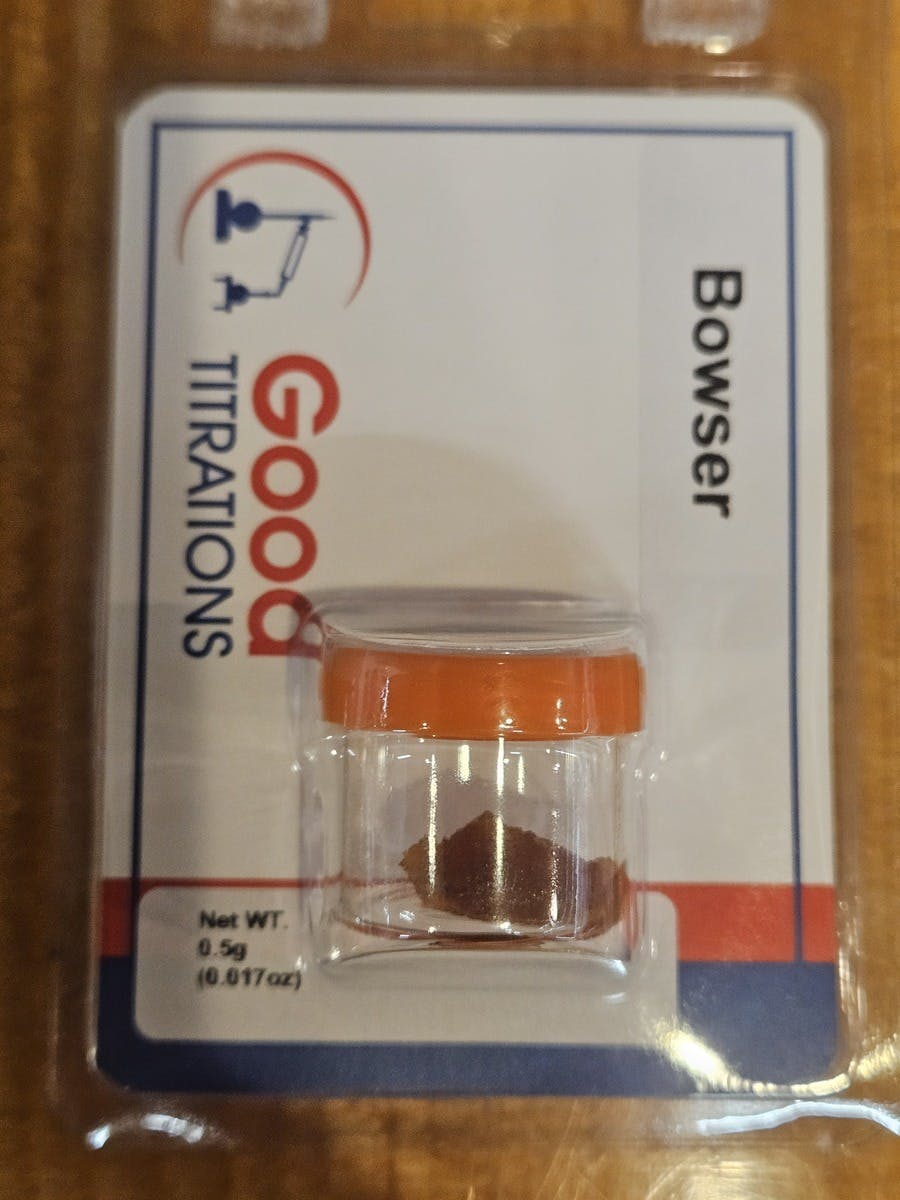 Bowser
Good
TITRATIONS
Net WT.
0.5g
(0.017oz)